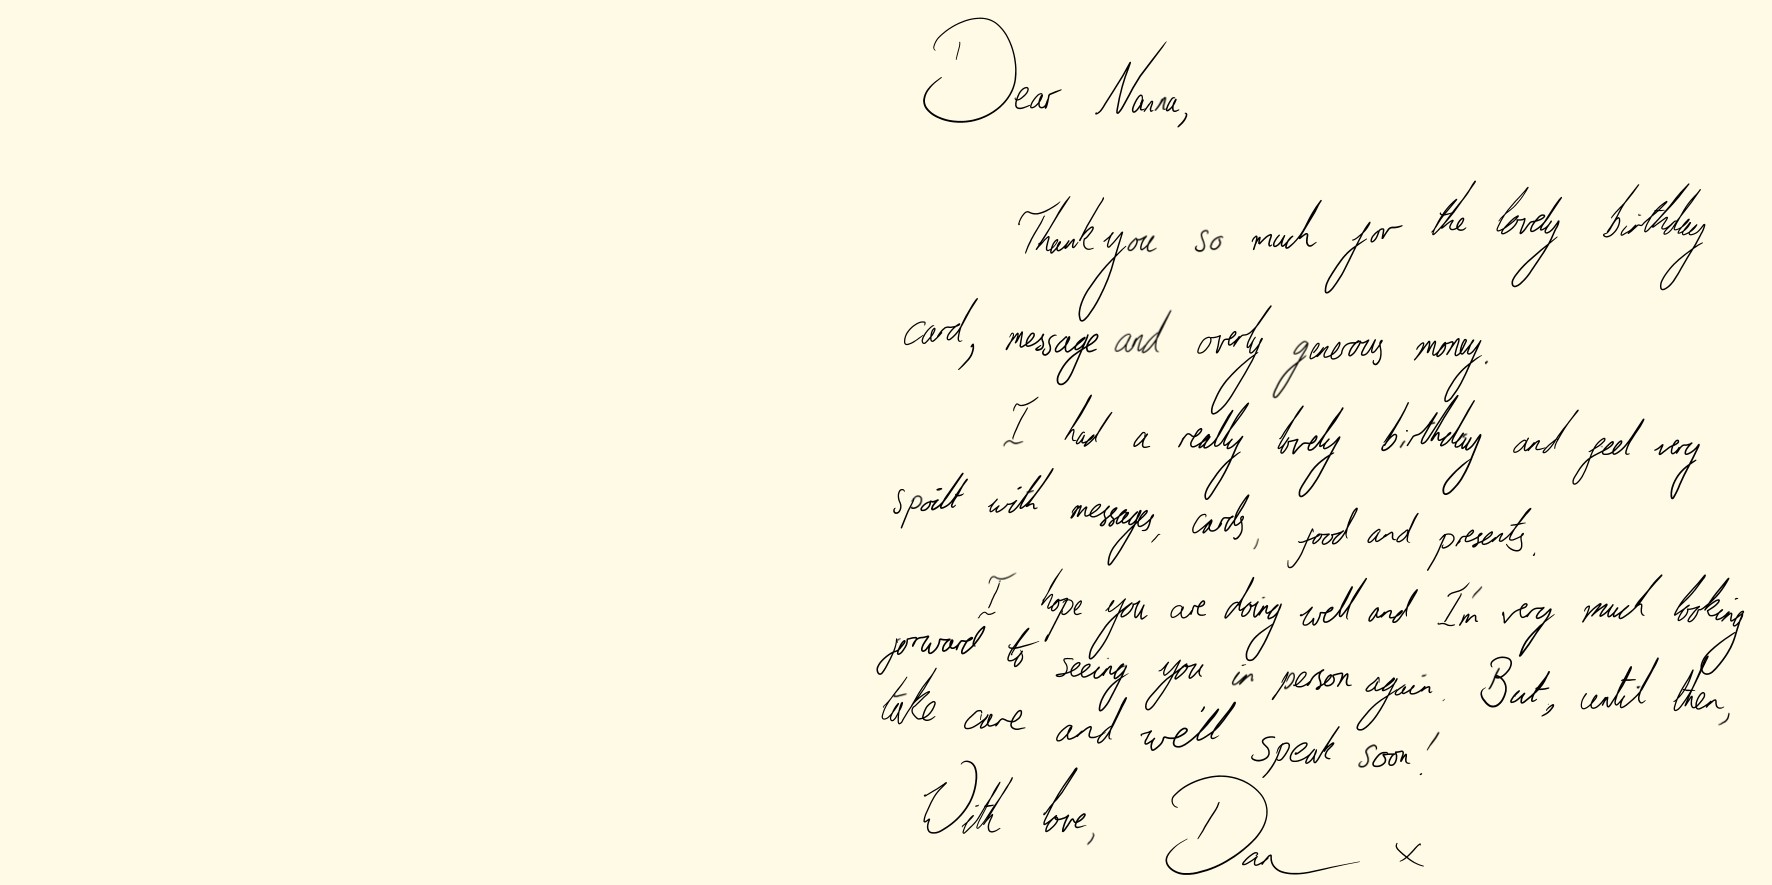 Dear Nanna,
Thank you so much for the lovely birthday
card, message and overly generous money.
I had a really lovely birthday and feel very
spoilt with messages, cards, food and presents.
I hope you are doing well and I'm very much looking
forward to seeing you in person again. But, until then,
take care and we'll speak soon!
With love, Dan x